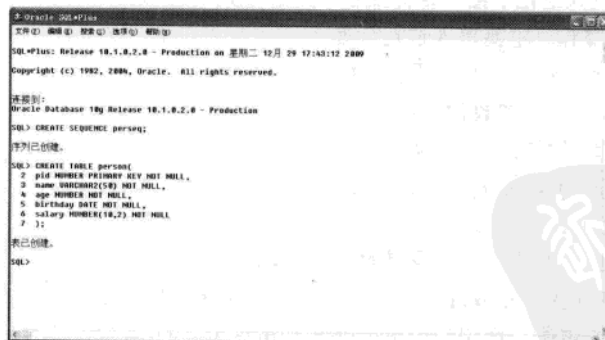 Oracle SQL*Plus
文件(F) 编辑(E) 搜索(S) 选项(O) 帮助(H)
SQL*Plus: Release 10.1.0.2.0 - Production on 星期二 12月 29 17:43:12 2009
Copyright (c) 1982, 2004, Oracle. All rights reserved.
连接到:
Oracle Database 10g Release 10.1.0.2.0 - Production
SQL> CREATE SEQUENCE perseq;
序列已创建。
SQL> CREATE TABLE person(
2 pid NUMBER PRIMARY KEY NOT NULL,
3 name VARCHAR2(50) NOT NULL,
4 age NUMBER NOT NULL,
5 birthday DATE NOT NULL,
6 salary NUMBER(10,2) NOT NULL
7 );
表已创建。
SQL>